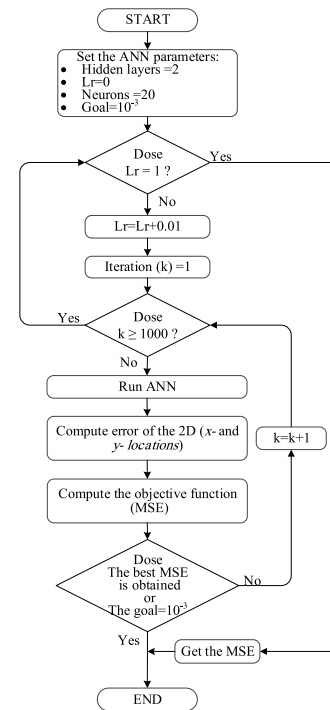 START
Set the ANN parameters:
• Hidden layers =2
• Lr=0
• Neurons =20
• Goal=10⁻³
Dose
Lr = 1 ?
Yes
No
Lr=Lr+0.01
Iteration (k) =1
Dose
k ≥ 1000 ?
Yes
No
Run ANN
Compute error of the 2D (x- and
y- locations)
k=k+1
Compute the objective function
(MSE)
Dose
The best MSE
is obtained
or
The goal=10⁻³
No
Yes
Get the MSE
END